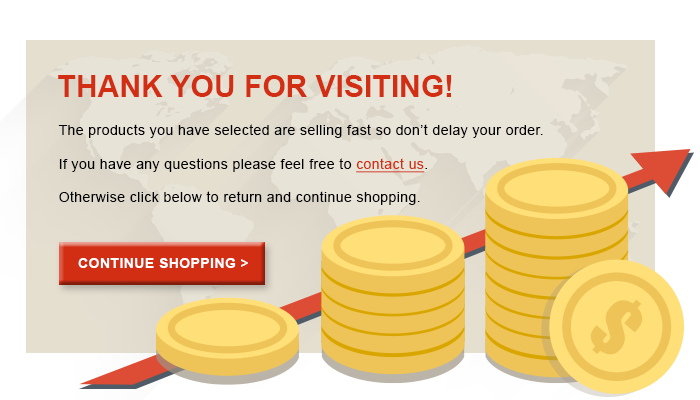 THANK YOU FOR VISITING!
The products you have selected are selling fast so don’t delay your order.
If you have any questions please feel free to contact us.
Otherwise click below to return and continue shopping.
CONTINUE SHOPPING >
$